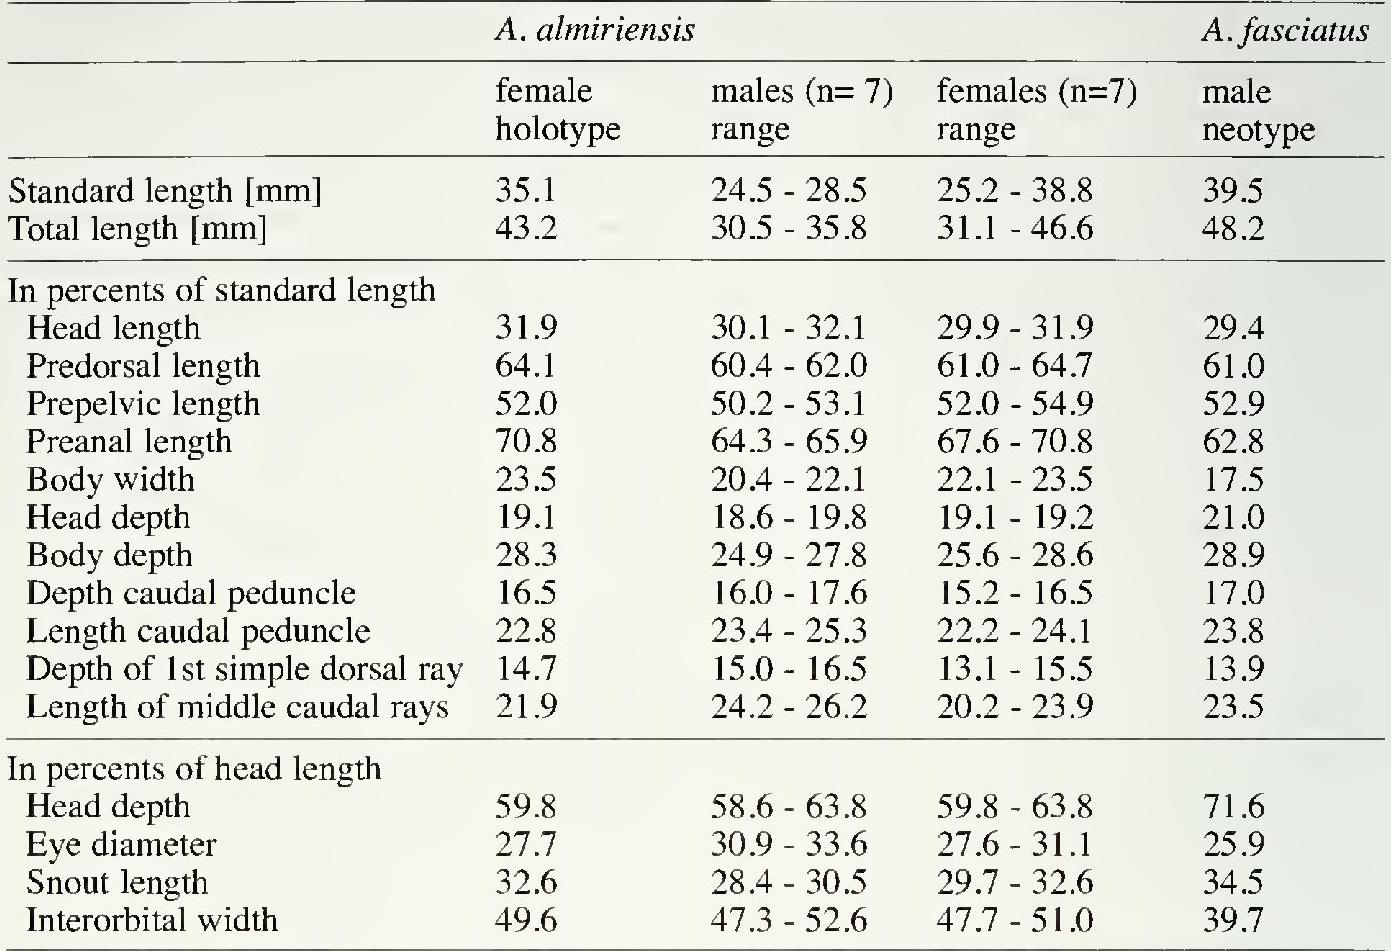 A. almiriensis A. fasciatus
female males (n= 7) females (n=7) male
holotype range range neotype
Standard length [mm] 35.1 24.5 - 28.5 25.2 - 38.8 39.5
Total length [mm] 43.2 30.5 - 35.8 31.1 - 46.6 48.2
In percents of standard length
Head length 31.9 30.1 - 32.1 29.9 - 31.9 29.4
Predorsal length 64.1 60.4 - 62.0 61.0 - 64.7 61.0
Prepelvic length 52.0 50.2 - 53.1 52.0 - 54.9 52.9
Preanal length 70.8 64.3 - 65.9 67.6 - 70.8 62.8
Body width 23.5 20.4 - 22.1 22.1 - 23.5 17.5
Head depth 19.1 18.6 - 19.8 19.1 - 19.2 21.0
Body depth 28.3 24.9 - 27.8 25.6 - 28.6 28.9
Depth caudal peduncle 16.5 16.0 - 17.6 15.2 - 16.5 17.0
Length caudal peduncle 22.8 23.4 - 25.3 22.2 - 24.1 23.8
Depth of 1st simple dorsal ray 14.7 15.0 - 16.5 13.1 - 15.5 13.9
Length of middle caudal rays 21.9 24.2 - 26.2 20.2 - 23.9 23.5
In percents of head length
Head depth 59.8 58.6 - 63.8 59.8 - 63.8 71.6
Eye diameter 27.7 30.9 - 33.6 27.6 - 31.1 25.9
Snout length 32.6 28.4 - 30.5 29.7 - 32.6 34.5
Interorbital width 49.6 47.3 - 52.6 47.7 - 51.0 39.7